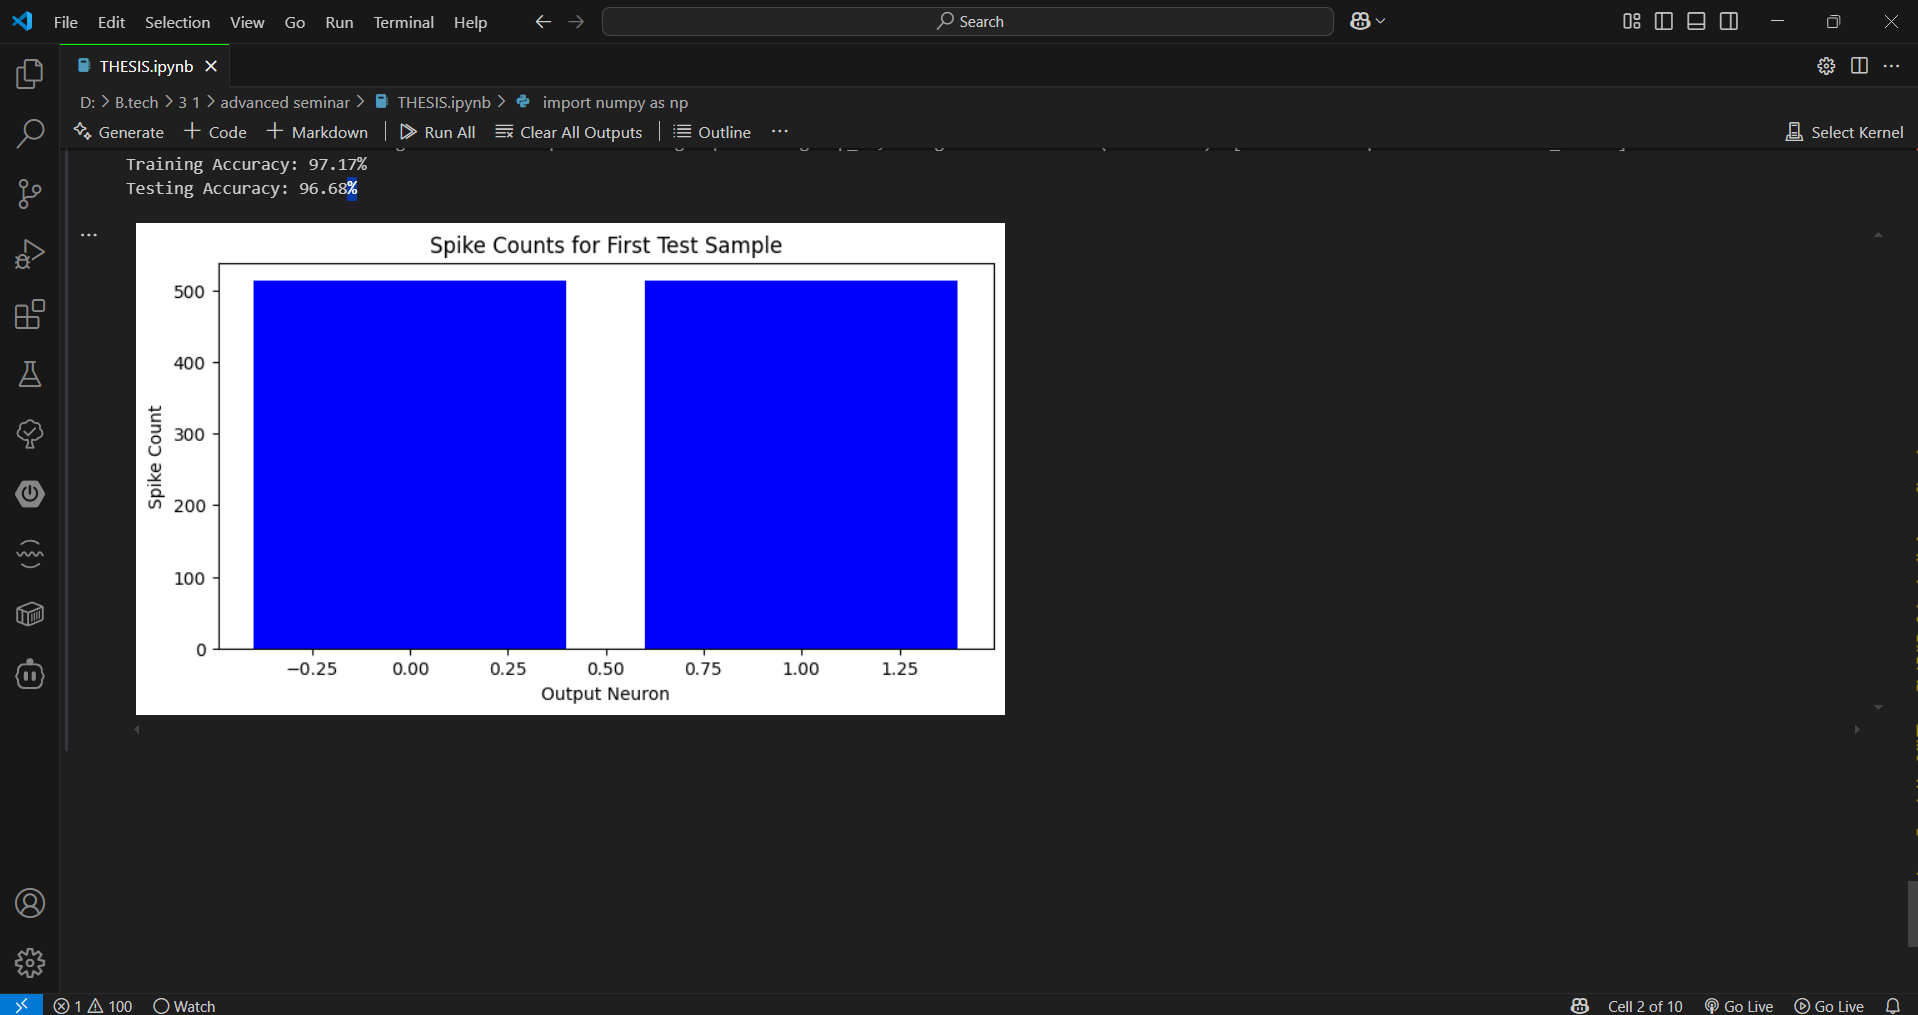 File Edit Selection View Go Run Terminal Help
Search
THESIS.ipynb
D: > B.tech > 3 1 > advanced seminar > THESIS.ipynb > import numpy as np
Generate + Code + Markdown Run All Clear All Outputs Outline ...
Select Kernel
Training Accuracy: 97.17%
Testing Accuracy: 96.68%
Spike Counts for First Test Sample
500
400
300
200
100
0
Spike Count
−0.25 0.00 0.25 0.50 0.75 1.00 1.25
Output Neuron
1 100 Watch
Cell 2 of 10 Go Live Go Live